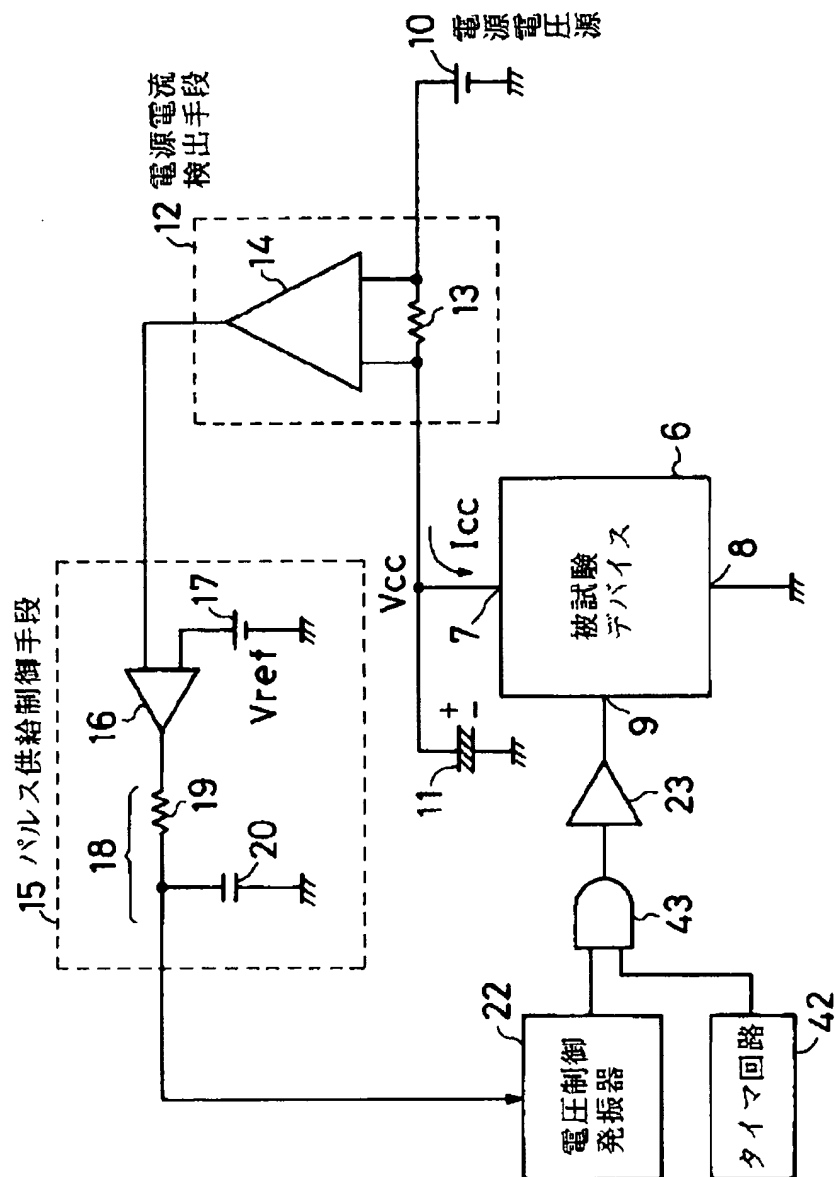 10 電源電圧源
12 電源電流
検出手段
14
13
15 パルス供給制御手段
16
17
Vref
18
19
20
Vcc
Icc
11
+
−
7
6
被試験
デバイス
8
9
23
43
22
電圧制御
発振器
タイマ回路
42